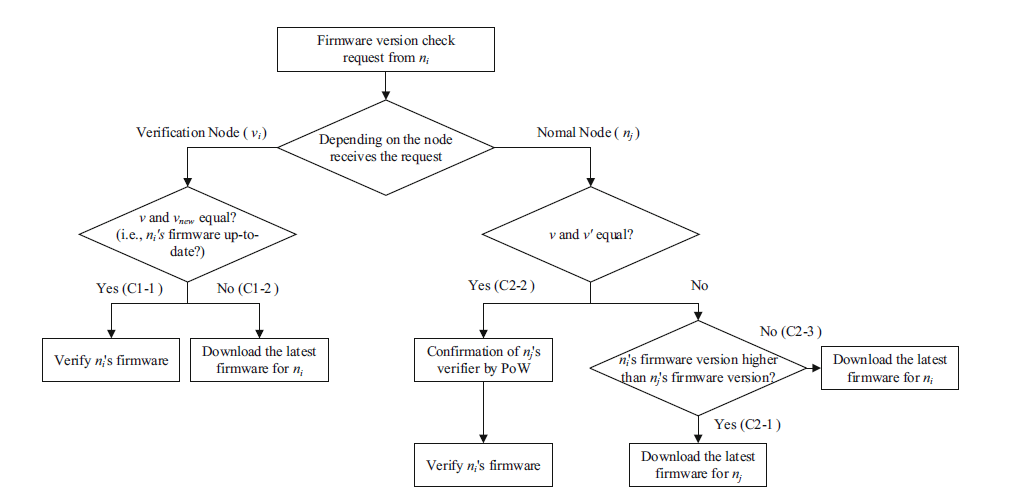 Firmware version check
request from nᵢ
Verification Node ( vᵢ)
Depending on the node
receives the request
Nomal Node ( nⱼ)
v and vₙₑw equal?
(i.e., nᵢ's firmware up-to-
date?)
v and v' equal?
Yes (C1-1 )
No (C1-2 )
Yes (C2-2 )
No
Verify nᵢ's firmware
Download the latest
firmware for nᵢ
Confirmation of nⱼ's
verifier by PoW
No (C2-3 )
nᵢ's firmware version higher
than nⱼ's firmware version?
Download the latest
firmware for nᵢ
Yes (C2-1 )
Verify nᵢ's firmware
Download the latest
firmware for nⱼ